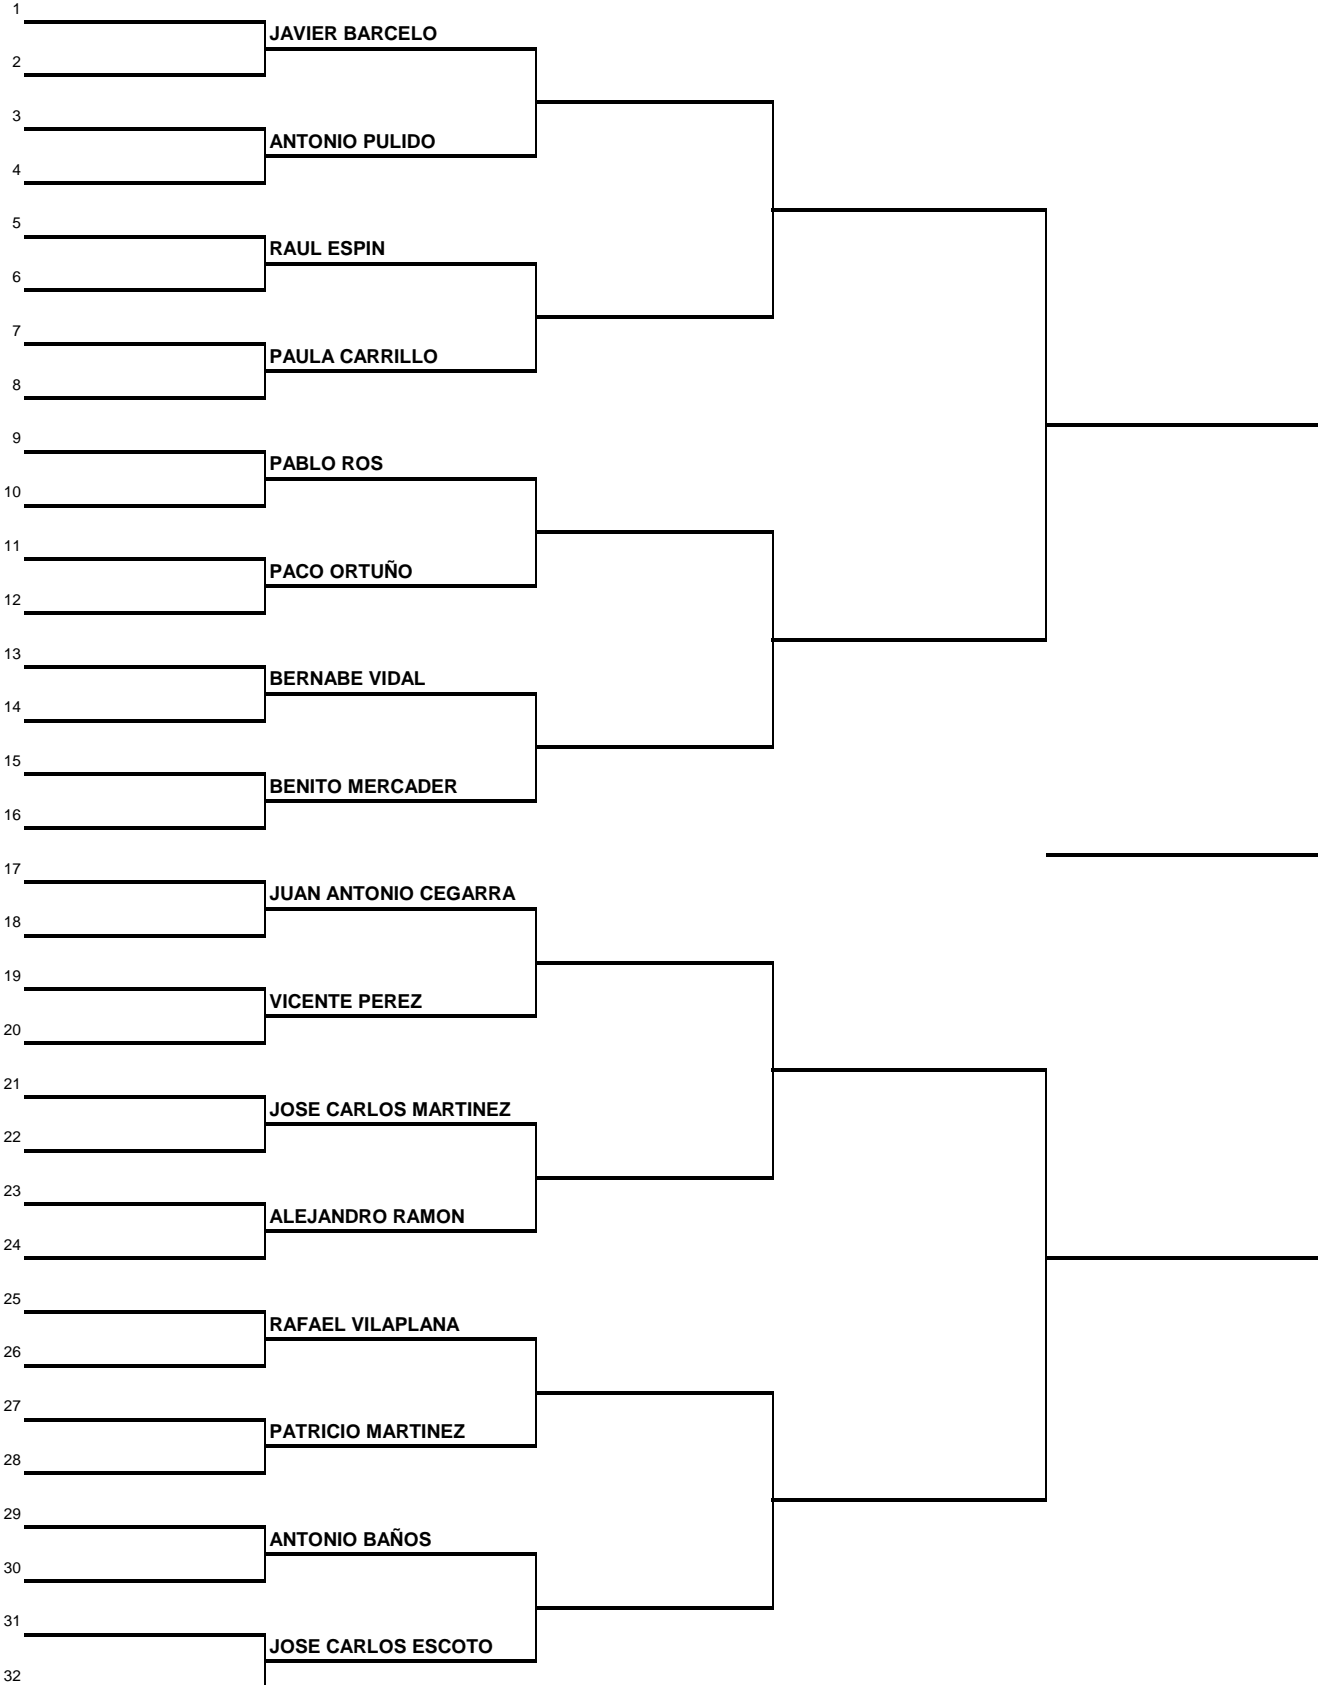 1
JAVIER BARCELO
2
3
ANTONIO PULIDO
4
5
RAUL ESPIN
6
7
PAULA CARRILLO
8
9
PABLO ROS
10
11
PACO ORTUÑO
12
13
BERNABE VIDAL
14
15
BENITO MERCADER
16
17
JUAN ANTONIO CEGARRA
18
19
VICENTE PEREZ
20
21
JOSE CARLOS MARTINEZ
22
23
ALEJANDRO RAMON
24
25
RAFAEL VILAPLANA
26
27
PATRICIO MARTINEZ
28
29
ANTONIO BAÑOS
30
31
JOSE CARLOS ESCOTO
32